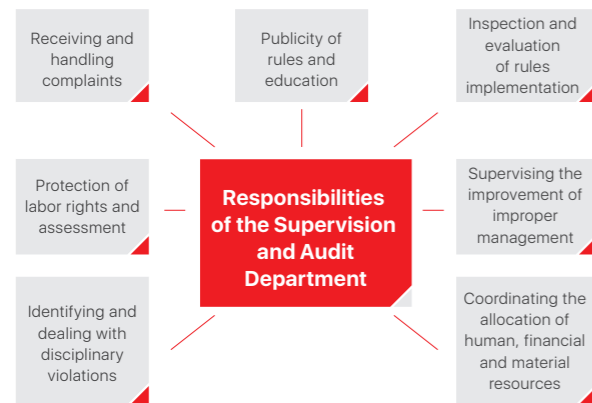 Receiving and
handling
complaints
Publicity of
rules and
education
Inspection and
evaluation
of rules
implementation
Protection of
labor rights and
assessment
Responsibilities
of the Supervision
and Audit
Department
Supervising the
improvement of
improper
management
Identifying and
dealing with
disciplinary
violations
Coordinating the
allocation of
human, financial
and material
resources